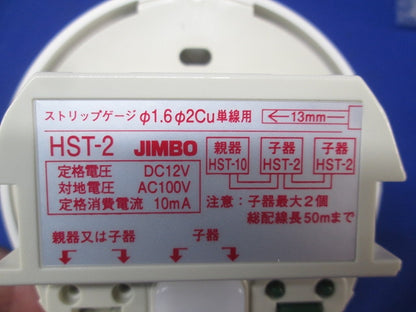 ストリップゲージ φ1.6 φ2Cu単線用 13mm
HST-2 JIMBO
定格電圧 DC12V
対地電圧 AC100V
定格消費電流 10mA
親器 子器 子器
HST-10 HST-2 HST-2
注意：子器最大2個
総配線長50mまで
親器又は子器 子器